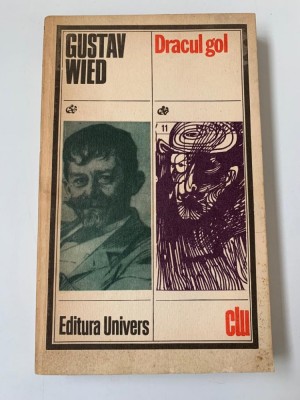 GUSTAV
WIED
Dracul gol
11
Editura Univers
clu